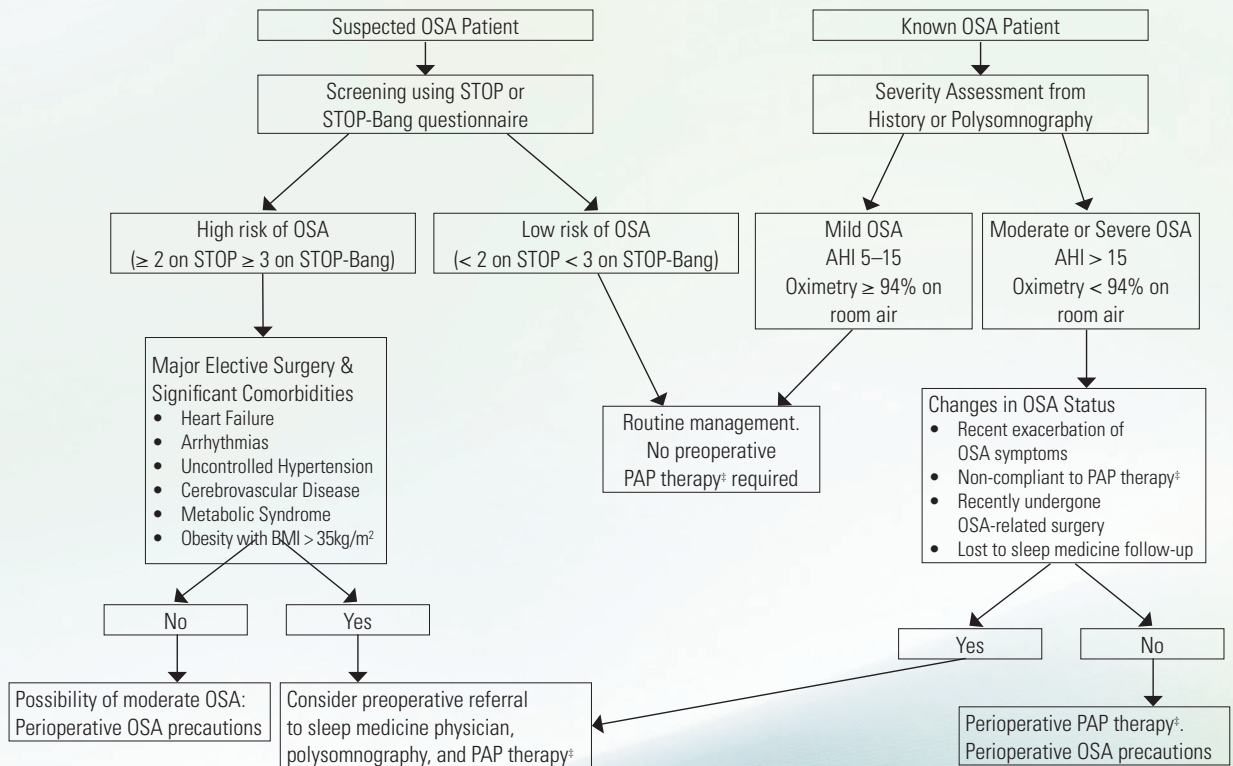 Suspected OSA Patient
Known OSA Patient
Screening using STOP or
STOP-Bang questionnaire
Severity Assessment from
History or Polysomnography
High risk of OSA
(≥ 2 on STOP ≥ 3 on STOP-Bang)
Low risk of OSA
(< 2 on STOP < 3 on STOP-Bang)
Mild OSA
AHI 5–15
Oximetry ≥ 94% on
room air
Moderate or Severe OSA
AHI > 15
Oximetry < 94% on
room air
Major Elective Surgery &
Significant Comorbidities
• Heart Failure
• Arrhythmias
• Uncontrolled Hypertension
• Cerebrovascular Disease
• Metabolic Syndrome
• Obesity with BMI > 35kg/m²
Routine management.
No preoperative
PAP therapy‡ required
Changes in OSA Status
• Recent exacerbation of
OSA symptoms
• Non-compliant to PAP therapy‡
• Recently undergone
OSA-related surgery
• Lost to sleep medicine follow-up
No
Yes
Yes
No
Possibility of moderate OSA:
Perioperative OSA precautions
Consider preoperative referral
to sleep medicine physician,
polysomnography, and PAP therapy‡
Perioperative PAP therapy‡.
Perioperative OSA precautions